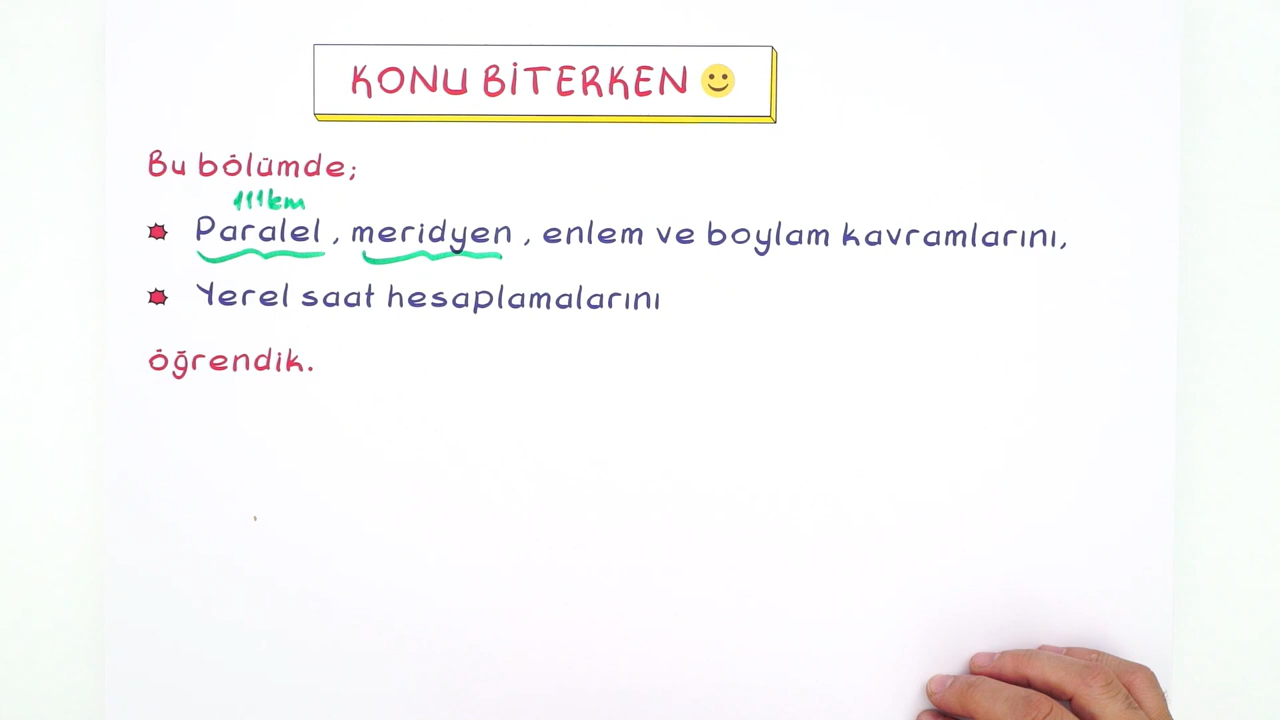 KONU BİTERKEN
Bu bölümde;
111km
Paralel, meridyen, enlem ve boylam kavramlarını,
Yerel saat hesaplamalarını
öğrendik.